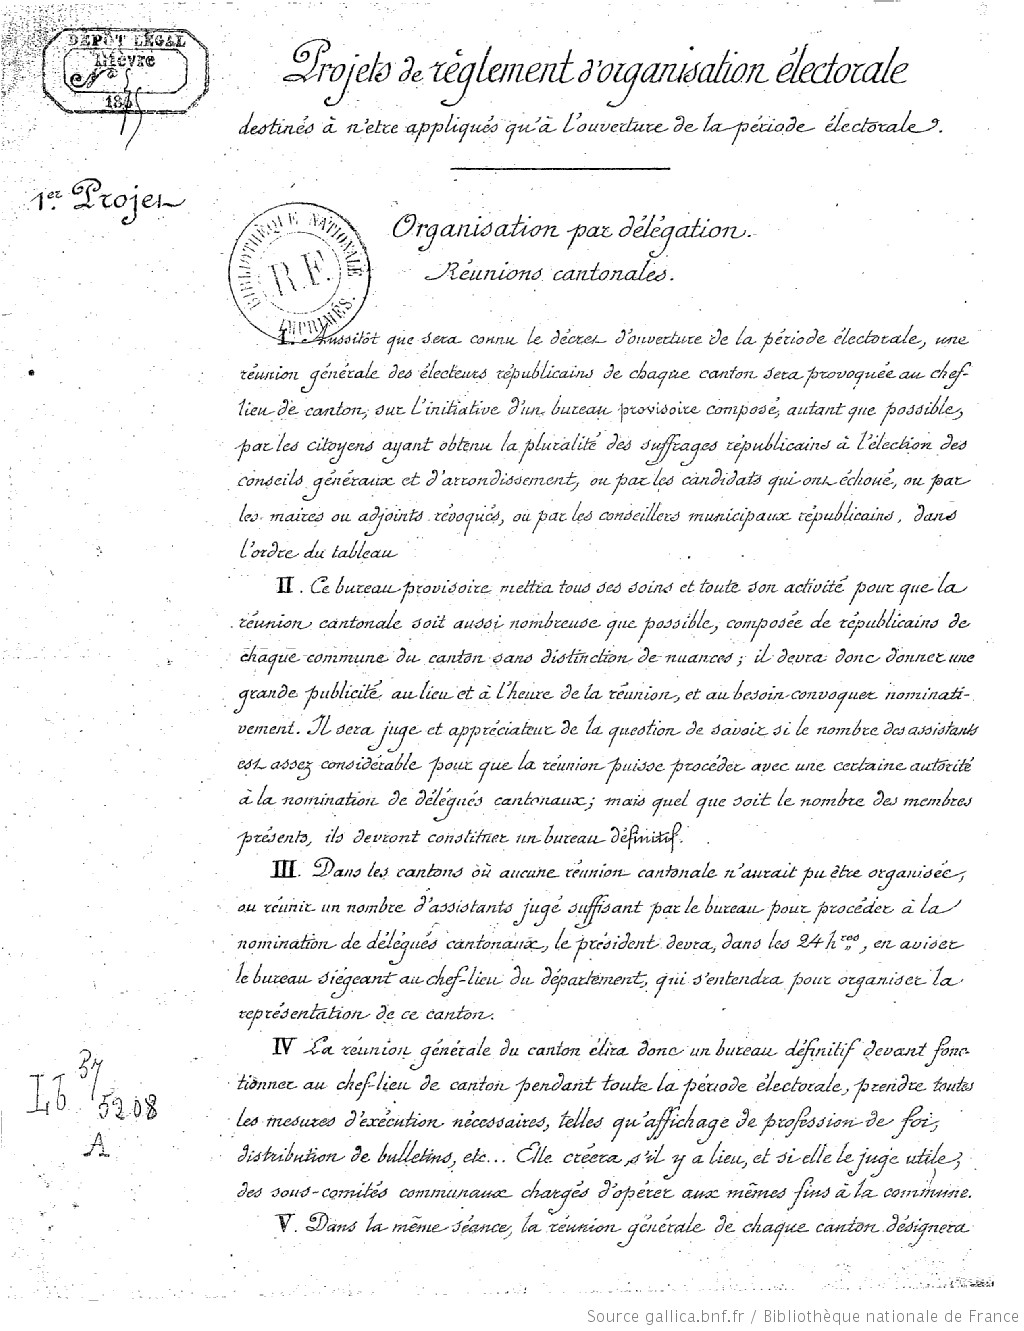 DÉPÔT LÉGAL
Nièvre
No 5
1875
Projets de règlement d'organisation électorale
destinés à n'etre appliqués qu'à l'ouverture de la période électorale.
1er Projet
Organisation par délégation.
Réunions cantonales.
BIBLIOTHÈQUE NATIONALE
R.F.
IMPRIMÉS.
I. Aussitôt que sera connu le décret d'ouverture de la période électorale, une
réunion générale des électeurs républicains de chaque canton sera provoquée au chef-
lieu de canton, sur l'initiative d'un bureau provisoire composé, autant que possible,
par les citoyens ayant obtenu la pluralité des suffrages républicains à l'élection des
conseils généraux et d'arrondissement, ou par les candidats qui ont échoué, ou par
les maires ou adjoints révoqués, ou par les conseillers municipaux républicains, dans
l'ordre du tableau
II. Ce bureau provisoire mettra tous ses soins et toute son activité pour que la
réunion cantonale soit aussi nombreuse que possible, composée de républicains de
chaque commune du canton sans distinction de nuances; il devra donc donner une
grande publicité au lieu et à l'heure de la réunion, et au besoin convoquer nominati-
vement. Il sera juge et appréciateur de la question de savoir si le nombre des assistants
est assez considérable pour que la réunion puisse procéder avec une certaine autorité
à la nomination de délégués cantonaux; mais quel que soit le nombre des membres
présents, ils devront constituer un bureau définitif.
III. Dans les cantons où aucune réunion cantonale n'aurait pu être organisée,
ou réunir un nombre d'assistants jugé suffisant par le bureau pour procéder à la
nomination de délégués cantonaux, le président devra, dans les 24 hres, en aviser
le bureau siégeant au chef-lieu du département, qui s'entendra pour organiser la
représentation de ce canton.
IV La réunion générale du canton élira donc un bureau définitif devant fonc-
tionner au chef-lieu de canton pendant toute la période électorale, prendre toutes
les mesures d'exécution nécessaires, telles qu'affichage de profession de foi,
distribution de bulletins, etc... Elle créera, s'il y a lieu, et si elle le juge utile,
des sous-comités communaux chargés d'opérer aux mêmes fins à la commune.
V. Dans la même séance, la réunion générale de chaque canton désignera
Lb 57
5208
A
Source gallica.bnf.fr / Bibliothèque nationale de France